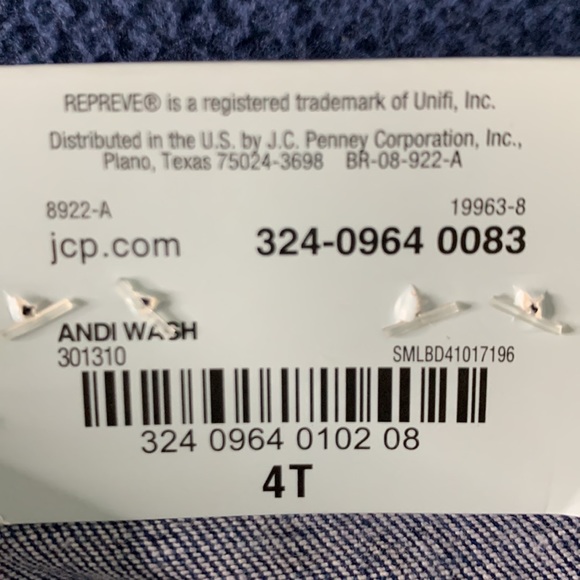 REPREVE® is a registered trademark of Unifi, Inc.
Distributed in the U.S. by J.C. Penney Corporation, Inc.,
Plano, Texas 75024-3698 BR-08-922-A
8922-A 19963-8
jcp.com 324-0964 0083
ANDI WASH
301310 SMLBD41017196
324 0964 0102 08
4T